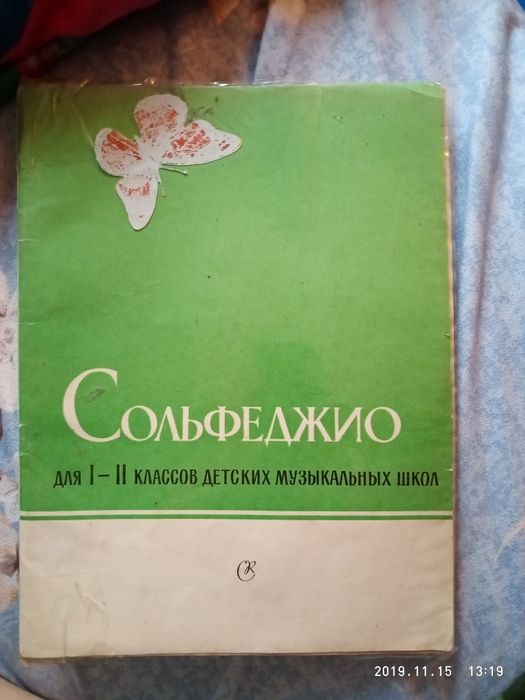 Сольфеджио
для I–II классов детских музыкальных школ
СК
2019.11.15 13:19